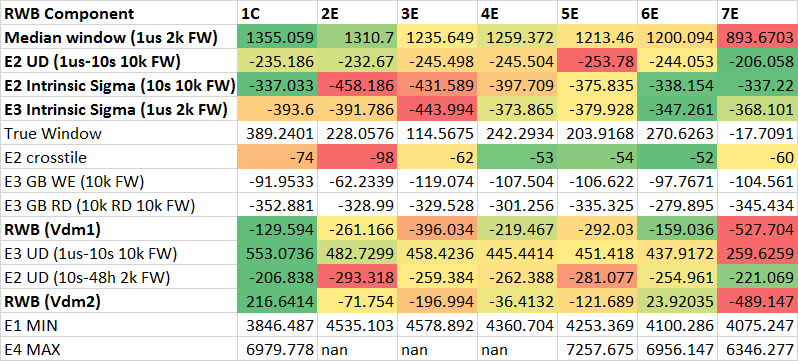 RWB Component 1C 2E 3E 4E 5E 6E 7E
Median window (1us 2k FW) 1355.059 1310.7 1235.649 1259.372 1213.46 1200.094 893.6703
E2 UD (1us-10s 10k FW) -235.186 -232.67 -245.498 -245.504 -253.78 -244.053 -206.058
E2 Intrinsic Sigma (10s 10k FW) -337.033 -458.186 -431.589 -397.709 -375.835 -338.154 -337.22
E3 Intrinsic Sigma (1us 2k FW) -393.6 -391.786 -443.994 -373.865 -379.928 -347.261 -368.101
True Window 389.2401 228.0576 114.5675 242.2934 203.9168 270.6263 -17.7091
E2 crosstile -74 -98 -62 -53 -54 -52 -60
E3 GB WE (10k FW) -91.9533 -62.2339 -119.074 -107.504 -106.622 -97.7671 -104.561
E3 GB RD (10k RD 10k FW) -352.881 -328.99 -329.528 -301.256 -335.325 -279.895 -345.434
RWB (Vdm1) -129.594 -261.166 -396.034 -219.467 -292.03 -159.036 -527.704
E3 UD (1us-10s 10k FW) 553.0736 482.7299 458.4236 445.4414 451.418 437.9172 259.6259
E2 UD (10s-48h 2k FW) -206.838 -293.318 -259.384 -262.388 -281.077 -254.961 -221.069
RWB (Vdm2) 216.6414 -71.754 -196.994 -36.4132 -121.689 23.92035 -489.147
E1 MIN 3846.487 4535.103 4578.892 4360.704 4253.369 4100.286 4075.247
E4 MAX 6979.778 nan nan nan 7257.675 6956.147 6346.277